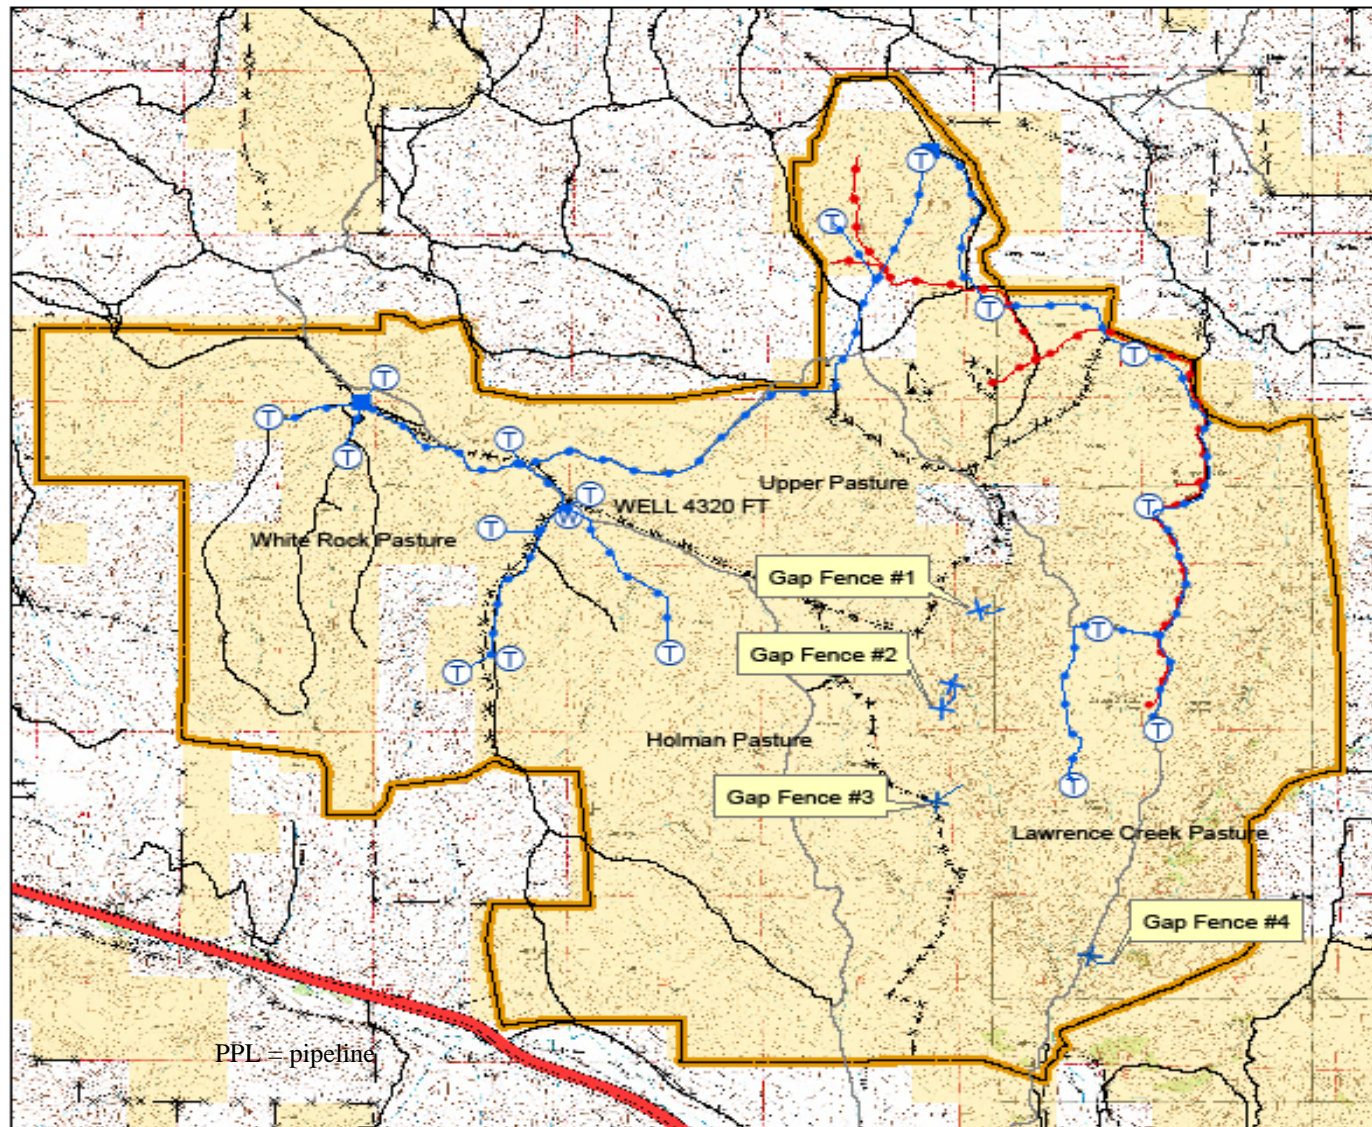 T
T
T
T
T
T
T
T
Upper Pasture
T
WELL 4320 FT
T
W
T
White Rock Pasture
Gap Fence #1
T
Gap Fence #2
T
T
T
Holman Pasture
T
Gap Fence #3
T
Lawrence Creek Pasture
Gap Fence #4
PPL = pipeline